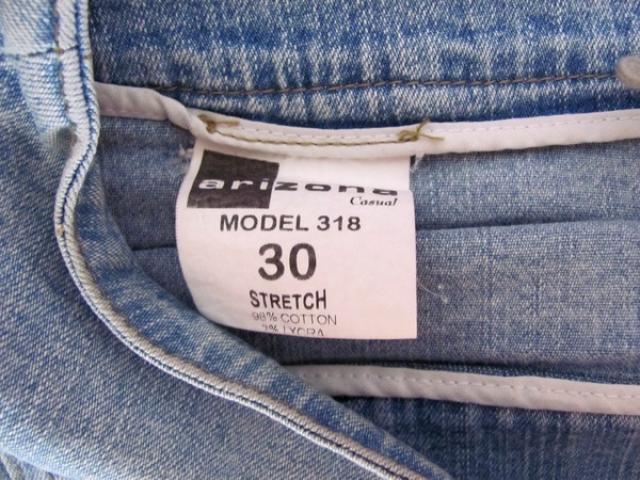 arizona
Casual
MODEL 318
30
STRETCH
98% COTTON
2% LYCRA